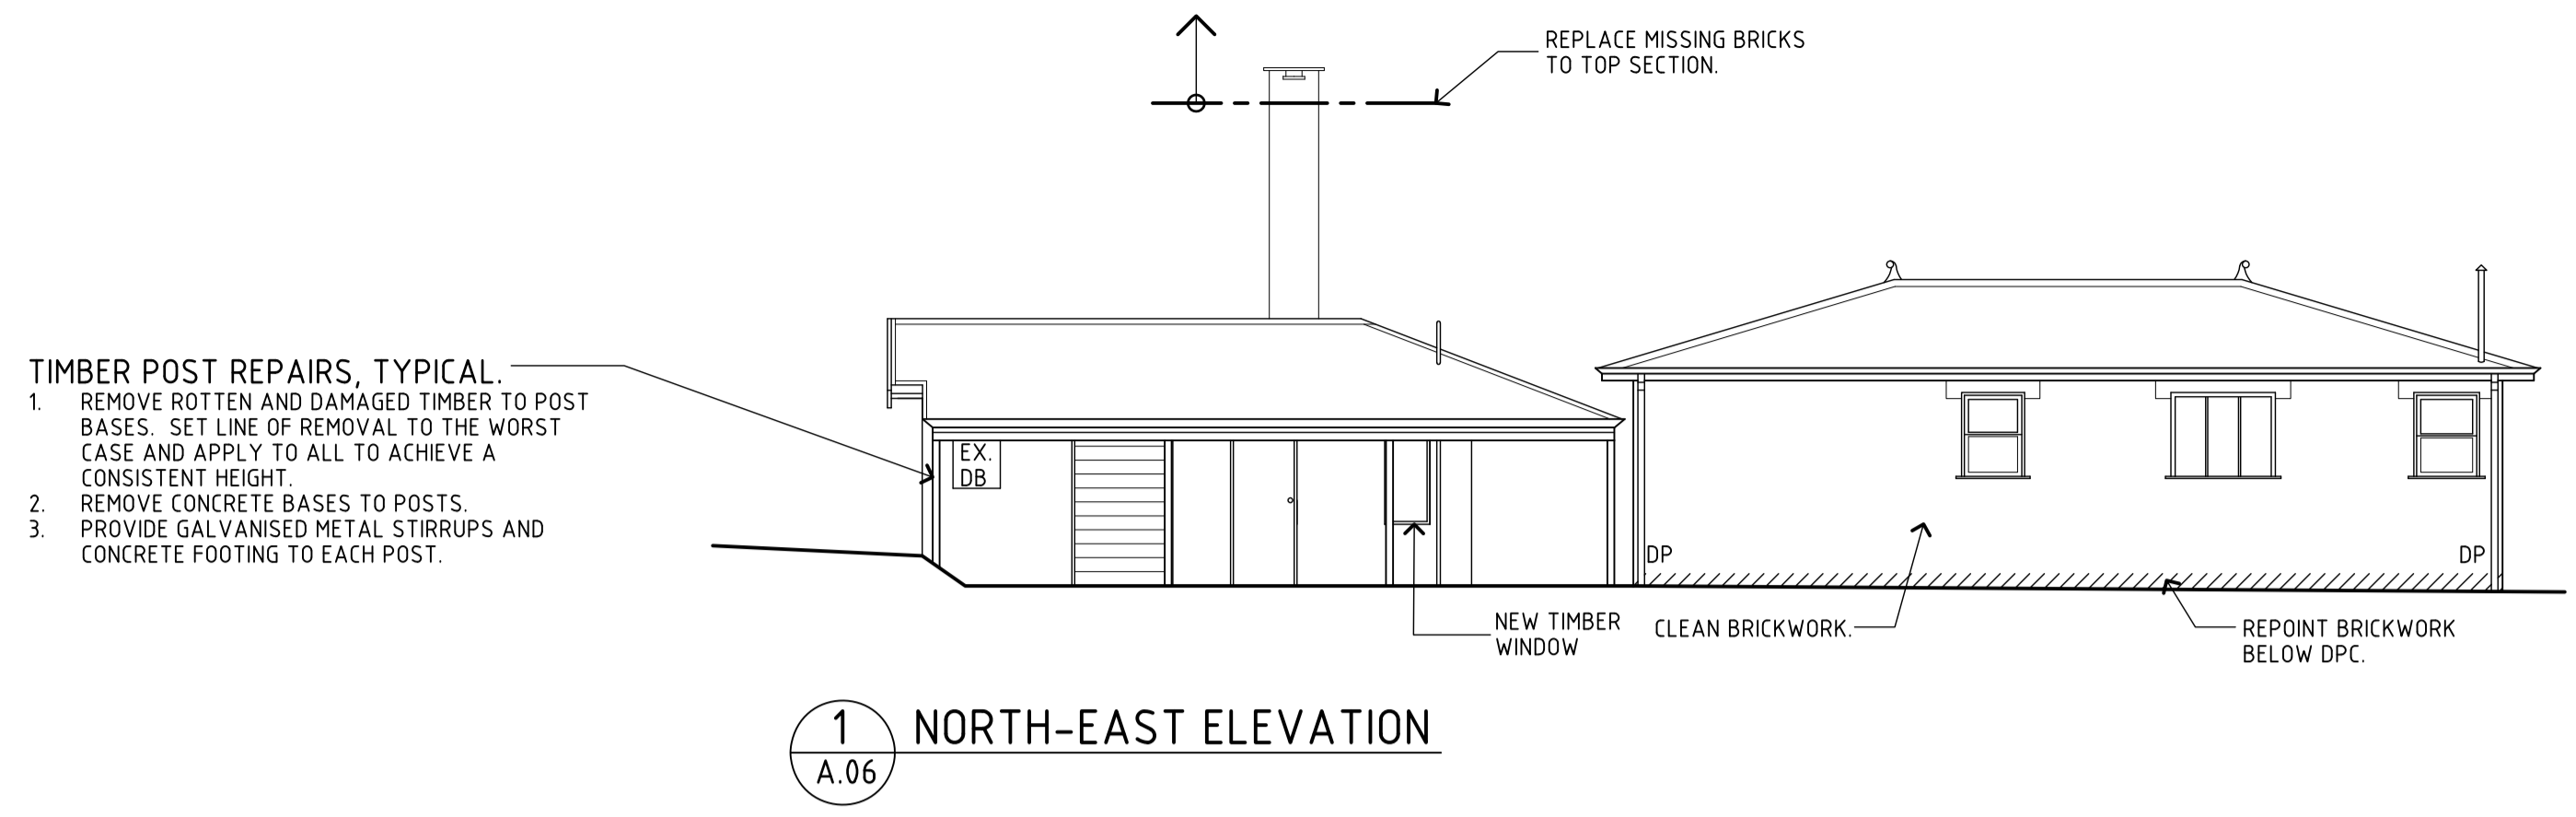 REPLACE MISSING BRICKS
TO TOP SECTION.
TIMBER POST REPAIRS, TYPICAL.
1. REMOVE ROTTEN AND DAMAGED TIMBER TO POST
BASES. SET LINE OF REMOVAL TO THE WORST
CASE AND APPLY TO ALL TO ACHIEVE A
CONSISTENT HEIGHT.
2. REMOVE CONCRETE BASES TO POSTS.
3. PROVIDE GALVANISED METAL STIRRUPS AND
CONCRETE FOOTING TO EACH POST.
EX.
DB
DP
DP
NEW TIMBER
WINDOW
CLEAN BRICKWORK.
REPOINT BRICKWORK
BELOW DPC.
1
A.06
NORTH-EAST ELEVATION